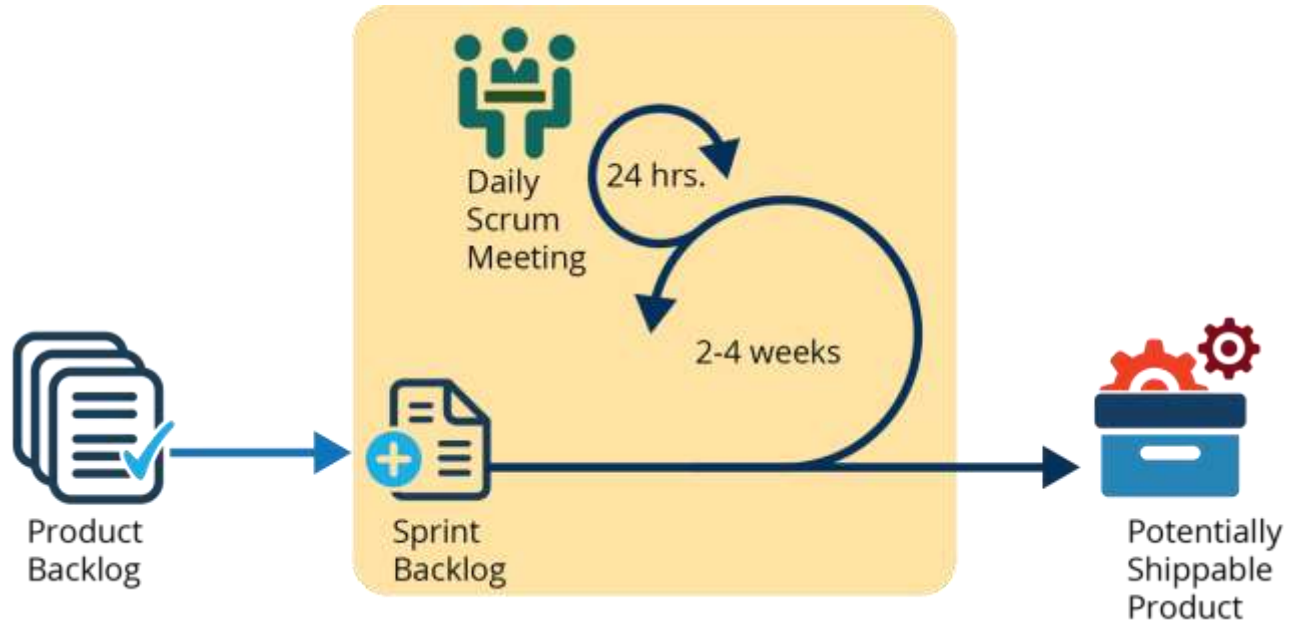 Daily
Scrum
Meeting
24 hrs.
2-4 weeks
Product
Backlog
Sprint
Backlog
Potentially
Shippable
Product